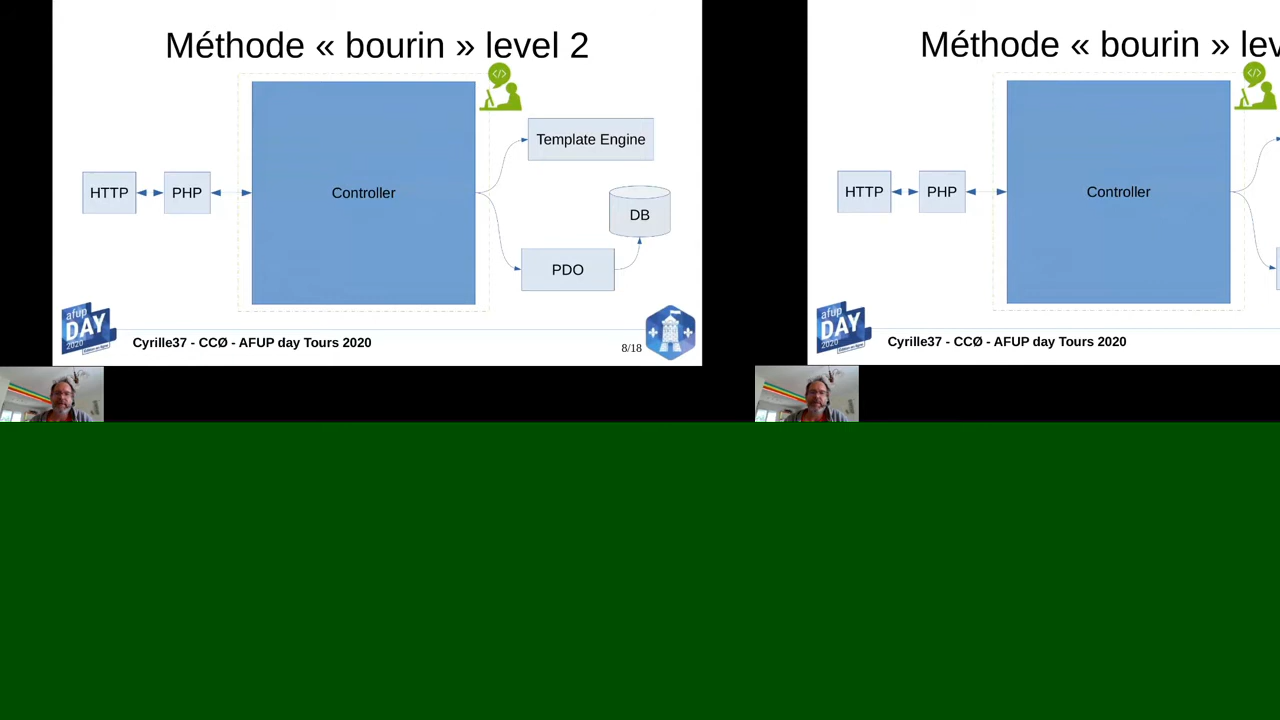 Méthode « bourin » level 2
</>
Template Engine
HTTP
PHP
Controller
DB
PDO
afup
DAY
2020
Cyrille37 - CCØ - AFUP day Tours 2020
8/18
Méthode « bourin » lev
</>
HTTP
PHP
Controller
afup
DAY
2020
Cyrille37 - CCØ - AFUP day Tours 2020